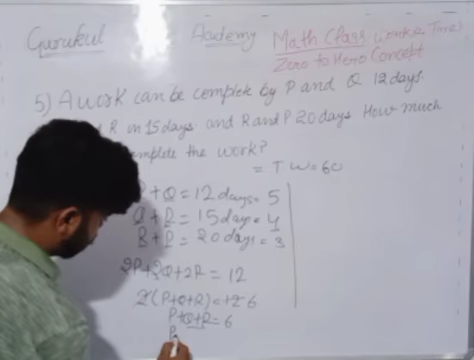 Gurukul Academy Math Class (Work & Time)
Zero to Hero Concept
5) A work can be complete by P and Q 12 days.
R in 15 days and R and P 20 days How much
mplete the work?
= T W = 60
P + Q = 12 days = 5
Q + R = 15 days = 4
R + P = 20 days = 3
2P + 2Q + 2R = 12
2(P+Q+R) = 12 6
P+Q+R = 6
P